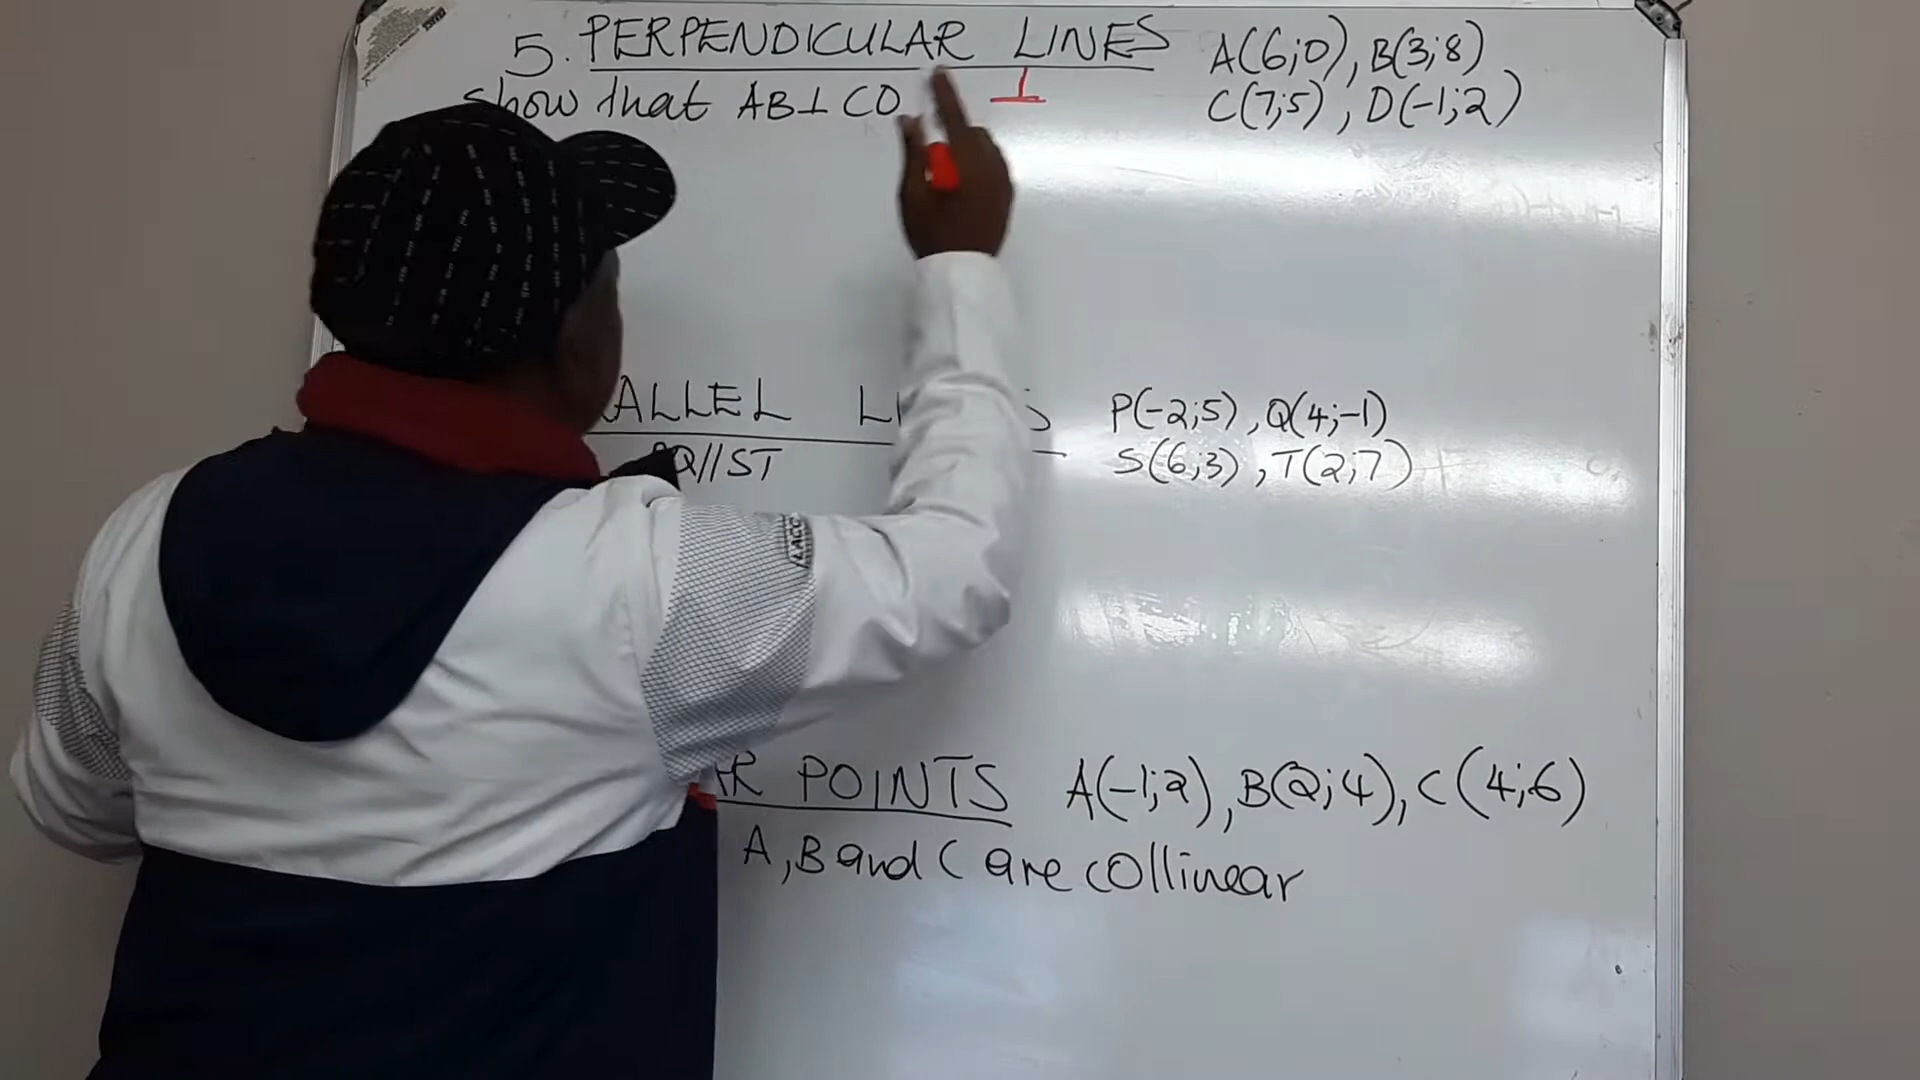 5. PERPENDICULAR LINES A(6;0), B(3;8)
Show that AB⊥CD ⊥ C(7;5), D(-1;2)
ALLEL P(-2;5), Q(4;-1)
Q//ST S(6;3), T(2;7)
AR POINTS A(-1;2), B(2;4), C(4;6)
A, B and C are collinear